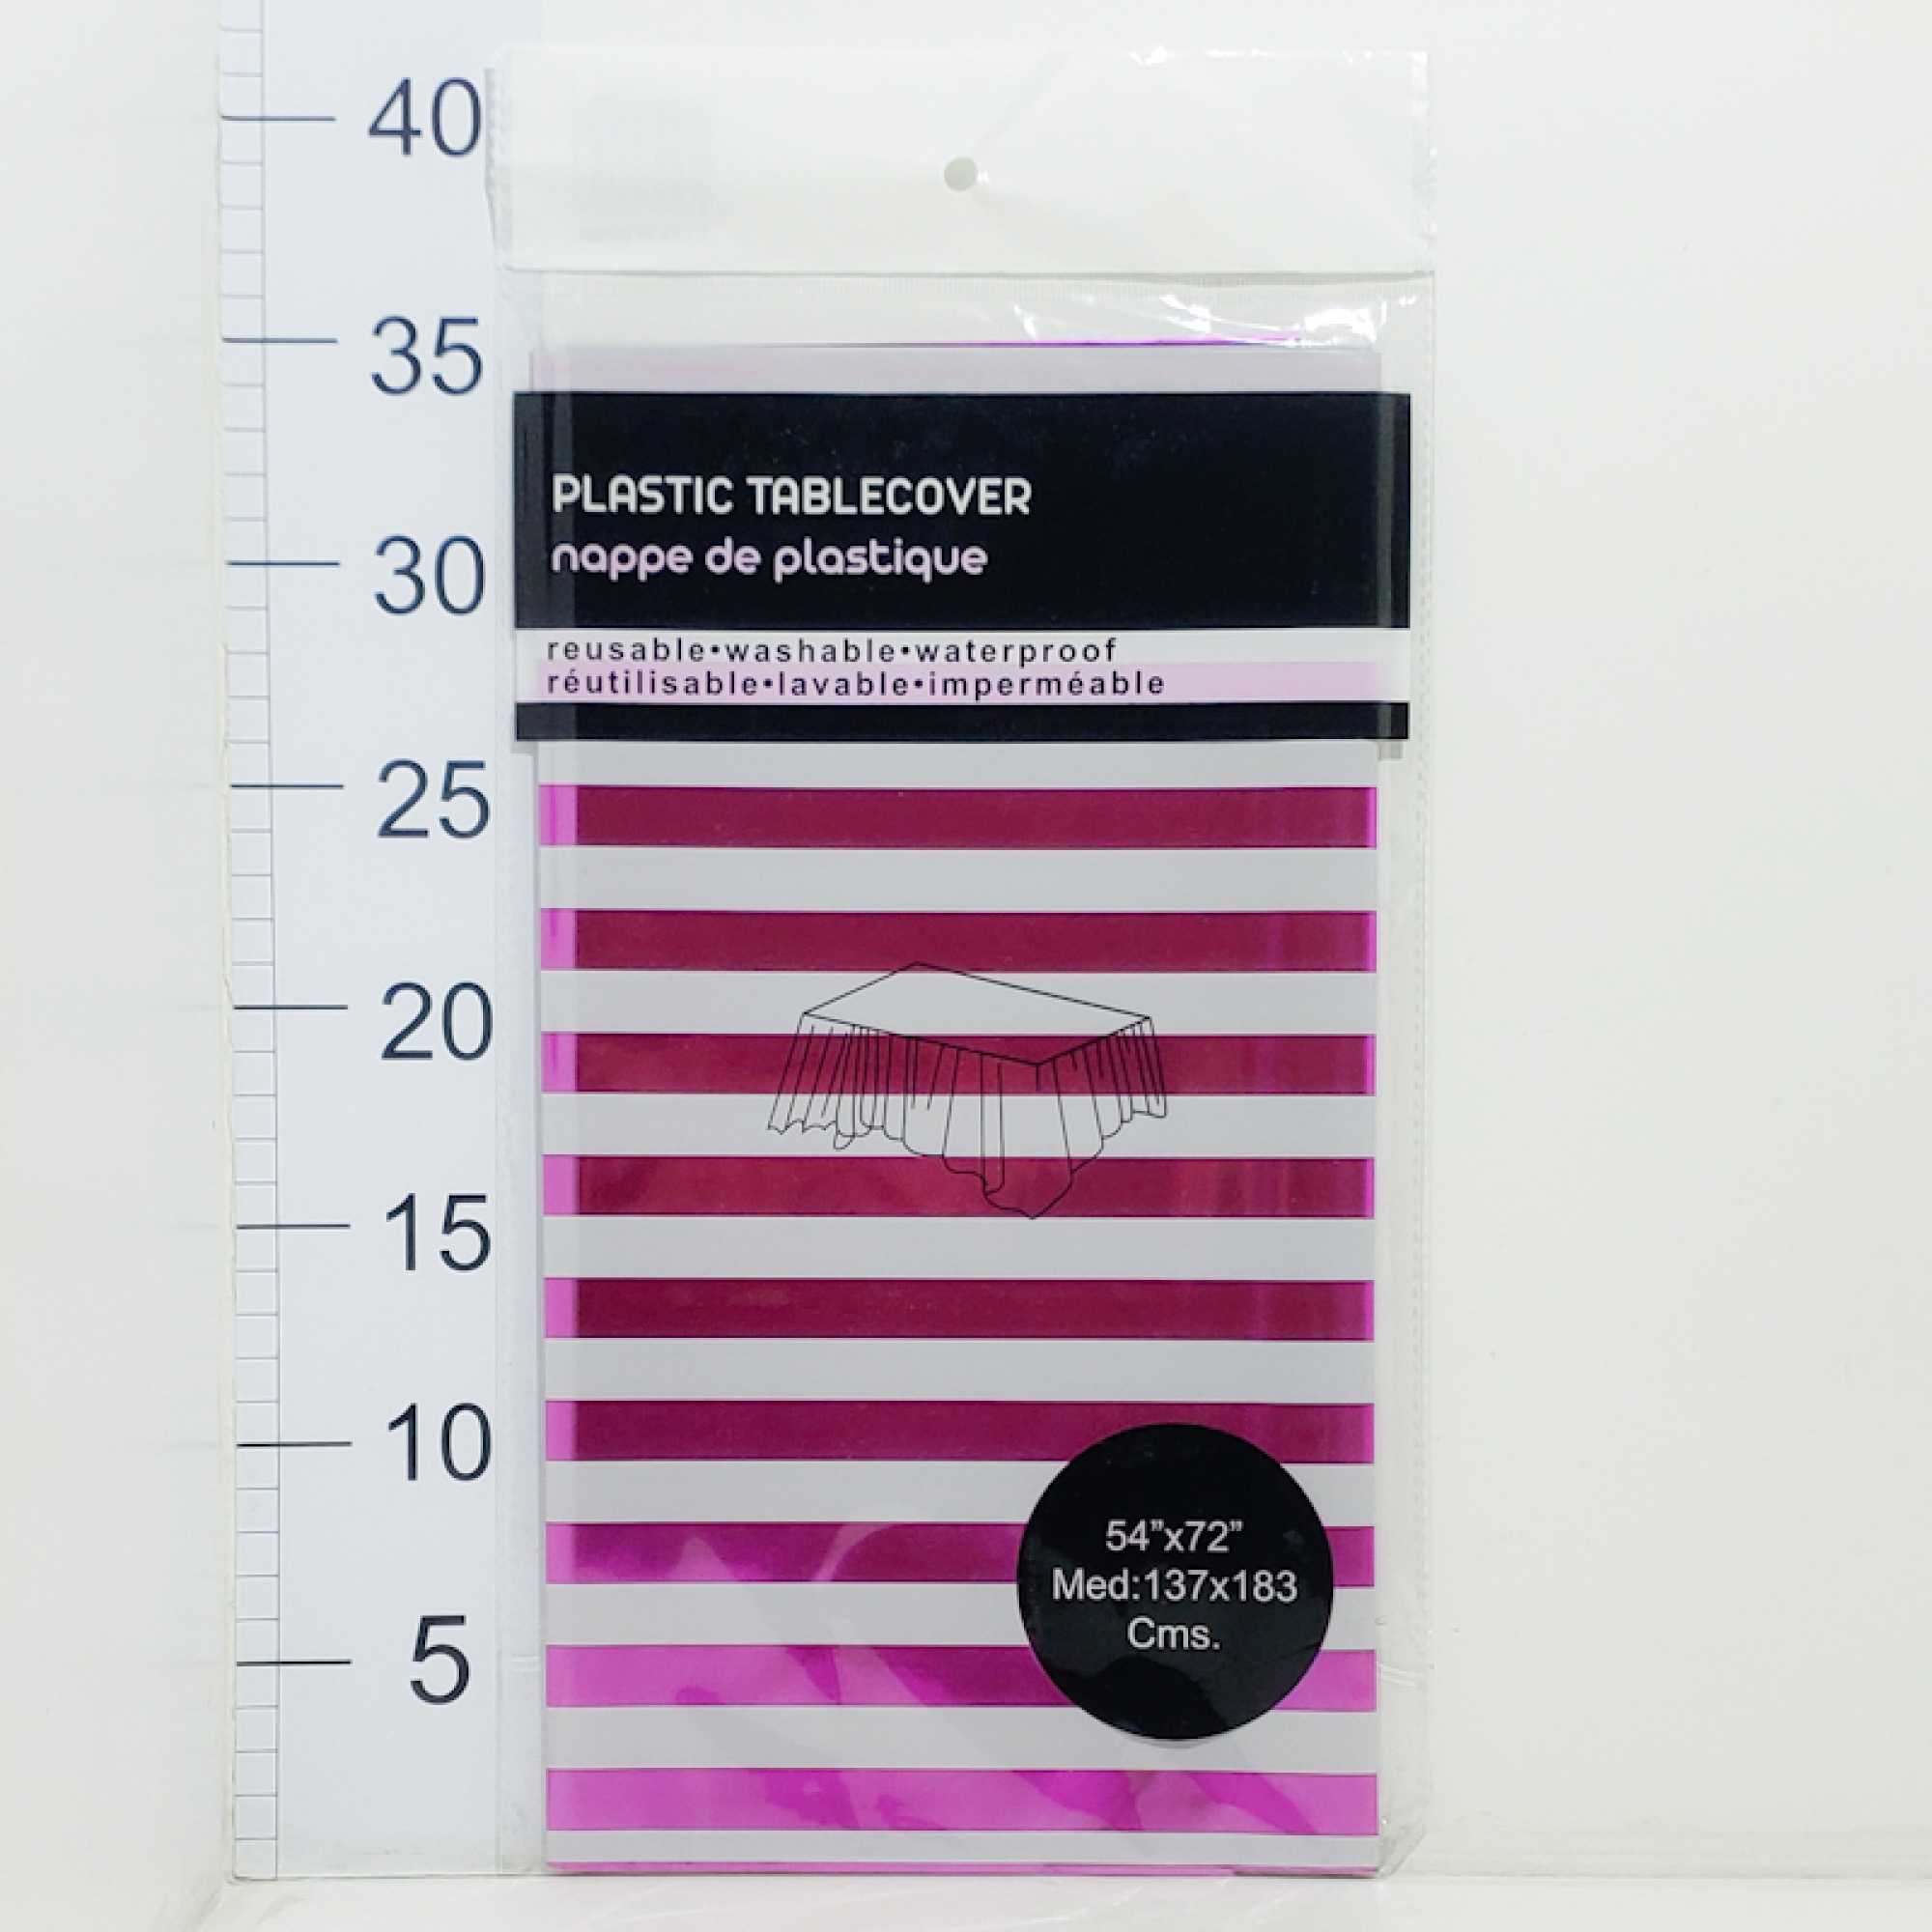 40
35
30
25
20
15
10
5
PLASTIC TABLECOVER
nappe de plastique
reusable•washable•waterproof
réutilisable•lavable•imperméable
54”x72”
Med:137x183
Cms.